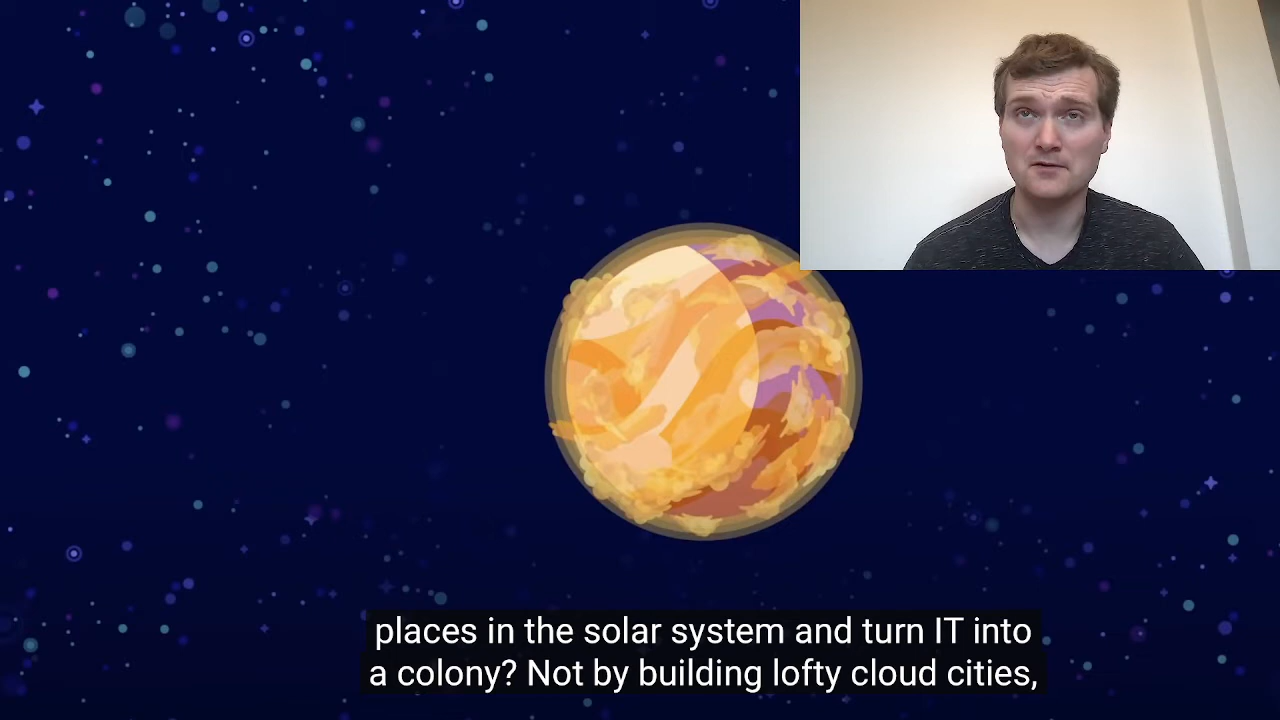 places in the solar system and turn IT into
a colony? Not by building lofty cloud cities,